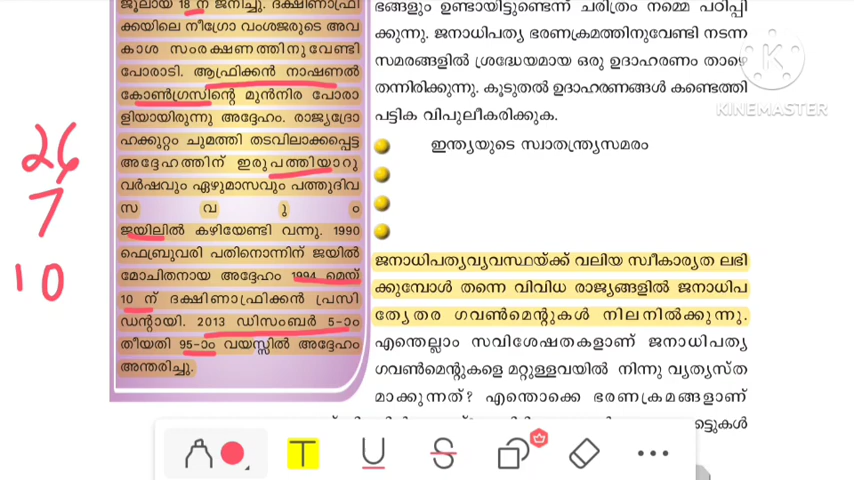 26
7
10
ജൂലായ് 18 ന് ജനിച്ചു. ദക്ഷിണാഫ്രി
ക്കയിലെ നീഗ്രോ വംശജരുടെ അവ
കാശ സംരക്ഷണത്തിനുവേണ്ടി
പോരാടി. ആഫ്രിക്കൻ നാഷണൽ
കോൺഗ്രസിന്റെ മുൻനിര പോരാ
ളിയായിരുന്നു അദ്ദേഹം. രാജ്യദ്രോ
ഹക്കുറ്റം ചുമത്തി തടവിലാക്കപ്പെട്ട
അദ്ദേഹത്തിന് ഇരുപത്തിയാറു
വർഷവും ഏഴുമാസവും പത്തുദിവ
സ വ ും
ജയിലിൽ കഴിയേണ്ടി വന്നു. 1990
ഫെബ്രുവരി പതിനൊന്നിന് ജയിൽ
മോചിതനായ അദ്ദേഹം 1994 മെയ്
10 ന് ദക്ഷിണാഫ്രിക്കൻ പ്രസി
ഡന്റായി. 2013 ഡിസംബർ 5-ാം
തീയതി 95-ാം വയസ്സിൽ അദ്ദേഹം
അന്തരിച്ചു.
ഭങ്ങളും ഉണ്ടായിട്ടുണ്ടെന്ന് ചരിത്രം നമ്മെ പഠിപ്പി
ക്കുന്നു. ജനാധിപത്യ ഭരണക്രമത്തിനുവേണ്ടി നടന്ന
സമരങ്ങളിൽ ശ്രദ്ധേയമായ ഒരു ഉദാഹരണം താഴെ
തന്നിരിക്കുന്നു. കൂടുതൽ ഉദാഹരണങ്ങൾ കണ്ടെത്തി
പട്ടിക വിപുലീകരിക്കുക.
ഇന്ത്യയുടെ സ്വാതന്ത്ര്യസമരം
ജനാധിപത്യവ്യവസ്ഥയ്ക്ക് വലിയ സ്വീകാര്യത ലഭി
ക്കുമ്പോൾ തന്നെ വിവിധ രാജ്യങ്ങളിൽ ജനാധിപ
ത്യേതര ഗവൺമെന്റുകൾ നിലനിൽക്കുന്നു.
എന്തെല്ലാം സവിശേഷതകളാണ് ജനാധിപത്യ
ഗവൺമെന്റുകളെ മറ്റുള്ളവയിൽ നിന്നു വ്യത്യസ്ത
മാക്കുന്നത്? എന്തൊക്കെ ഭരണക്രമങ്ങളാണ്
KINEMASTER
T
U
S